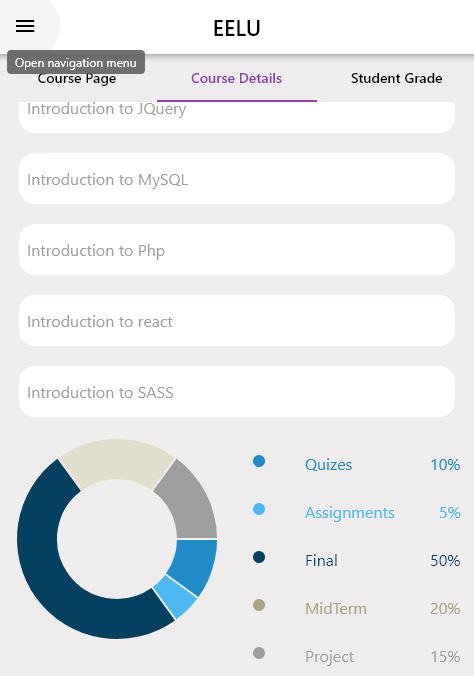 EELU
Open navigation menu
Course Page
Course Details
Student Grade
Introduction to JQuery
Introduction to MySQL
Introduction to Php
Introduction to react
Introduction to SASS
Quizes 10%
Assignments 5%
Final 50%
MidTerm 20%
Project 15%